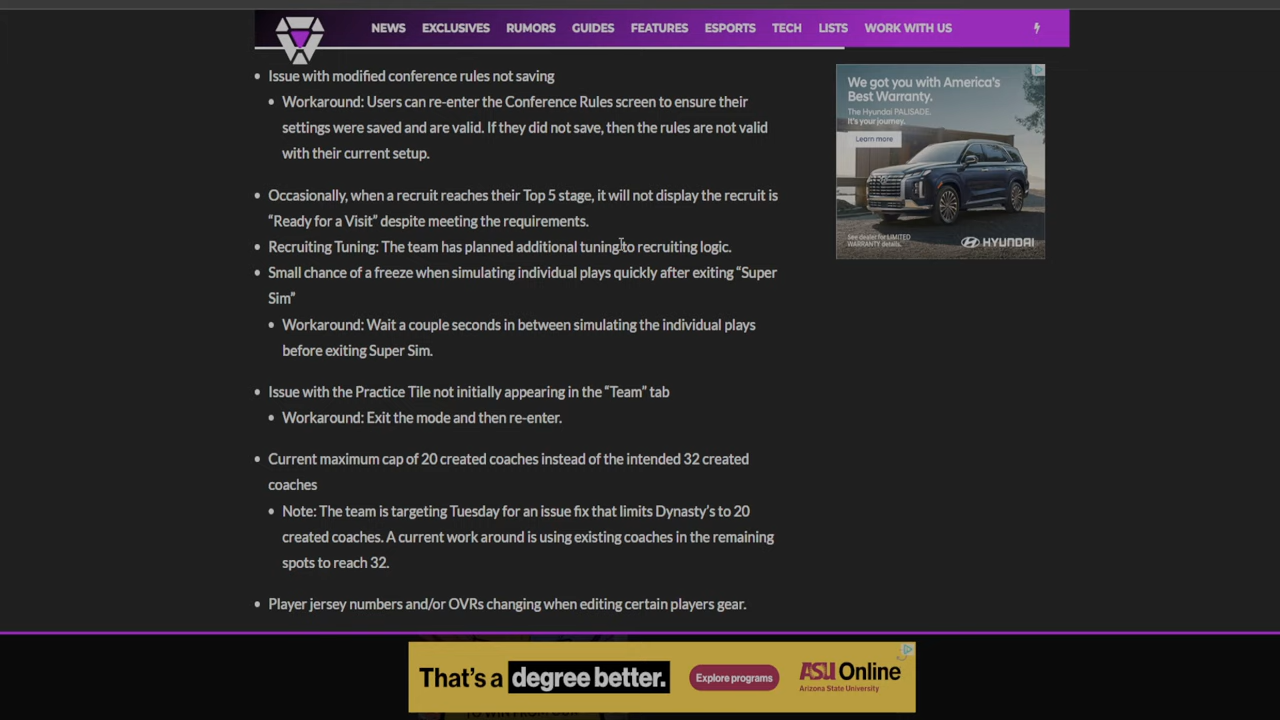 NEWS EXCLUSIVES RUMORS GUIDES FEATURES ESPORTS TECH LISTS WORK WITH US
Issue with modified conference rules not saving
Workaround: Users can re-enter the Conference Rules screen to ensure their
settings were saved and are valid. If they did not save, then the rules are not valid
with their current setup.
Occasionally, when a recruit reaches their Top 5 stage, it will not display the recruit is
“Ready for a Visit” despite meeting the requirements.
Recruiting Tuning: The team has planned additional tuning to recruiting logic.
Small chance of a freeze when simulating individual plays quickly after exiting “Super
Sim”
Workaround: Wait a couple seconds in between simulating the individual plays
before exiting Super Sim.
Issue with the Practice Tile not initially appearing in the “Team” tab
Workaround: Exit the mode and then re-enter.
Current maximum cap of 20 created coaches instead of the intended 32 created
coaches
Note: The team is targeting Tuesday for an issue fix that limits Dynasty’s to 20
created coaches. A current work around is using existing coaches in the remaining
spots to reach 32.
Player jersey numbers and/or OVRs changing when editing certain players gear.
We got you with America’s
Best Warranty.
The Hyundai PALISADE.
It’s your journey.
Learn more
See dealer for LIMITED
WARRANTY details.
HYUNDAI
That’s a degree better.
Explore programs
ASU Online
Arizona State University